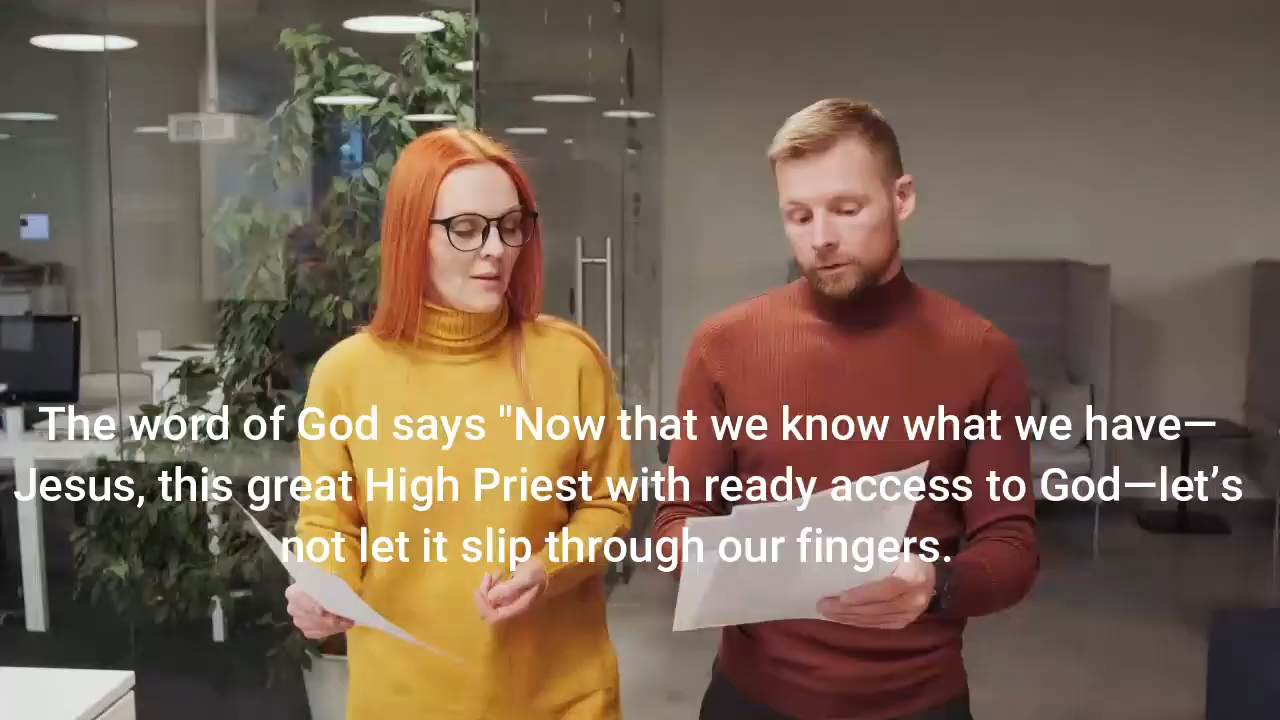 The word of God says "Now that we know what we have—
Jesus, this great High Priest with ready access to God—let’s
not let it slip through our fingers.